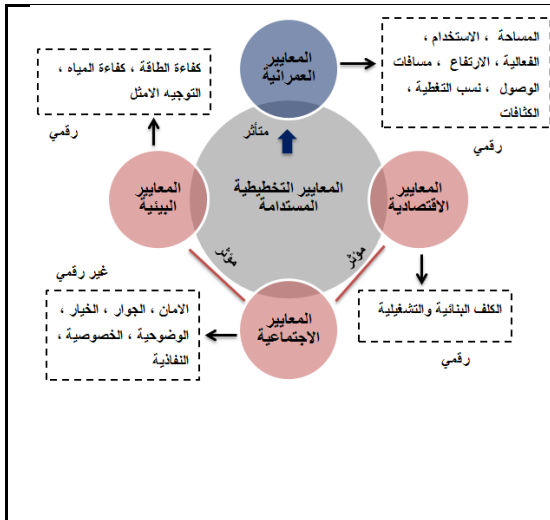 المعايير
العمرانية
المساحة ، الاستخدام ،
الفعالية ، الارتفاع ، مسافات
الوصول ، نسب التغطية ،
الكثافات
رقمي
كفاءة الطاقة ، كفاءة المياه ،
التوجيه الامثل
رقمي
متأثر
المعايير التخطيطية
المستدامة
المعايير
الاقتصادية
المعايير
البيئية
مؤثر
مؤثر
غير رقمي
المعايير
الاجتماعية
الامان ، الجوار ، الخيار ،
الوضوحية ، الخصوصية ،
النفاذية
الكلف البنائية والتشغيلية
رقمي